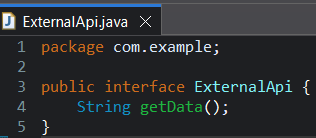 ExternalApi.java
1 package com.example;
2
3 public interface ExternalApi {
4     String getData();
5 }